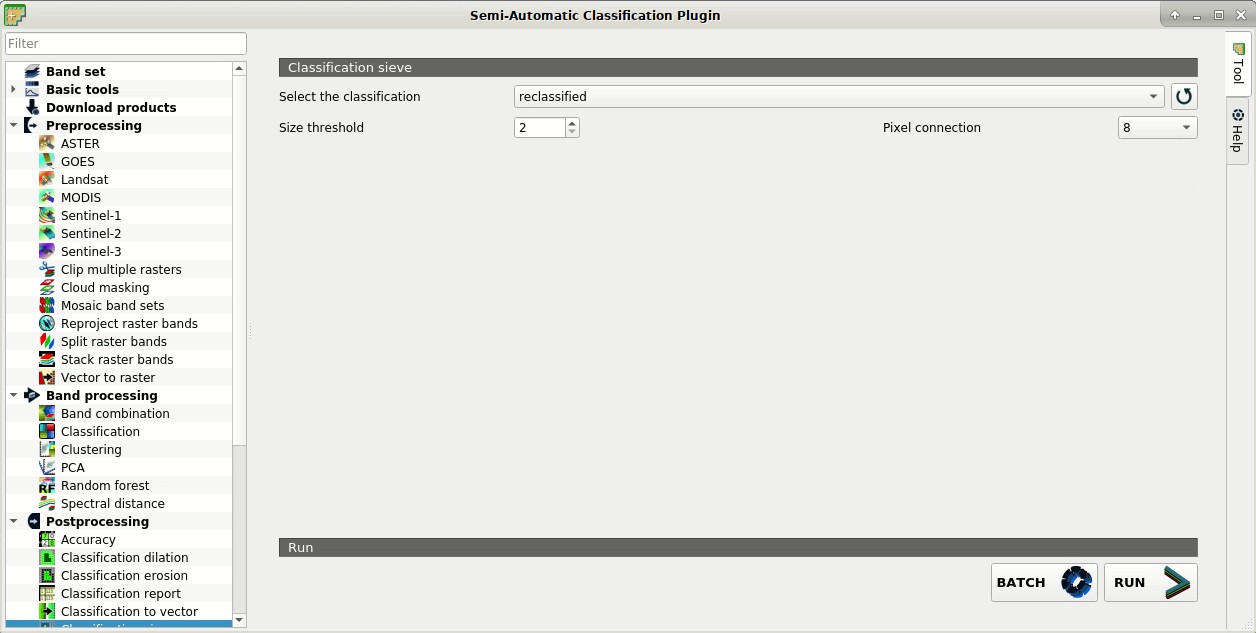 Semi-Automatic Classification Plugin
Filter
Band set
Basic tools
Download products
Preprocessing
ASTER
GOES
Landsat
MODIS
Sentinel-1
Sentinel-2
Sentinel-3
Clip multiple rasters
Cloud masking
Mosaic band sets
Reproject raster bands
Split raster bands
Stack raster bands
Vector to raster
Band processing
Band combination
Classification
Clustering
PCA
RF Random forest
Spectral distance
Postprocessing
Accuracy
Classification dilation
Classification erosion
Classification report
Classification to vector
Classification sieve
Select the classification reclassified
Size threshold 2 Pixel connection 8
Run
BATCH RUN
Tool
Help